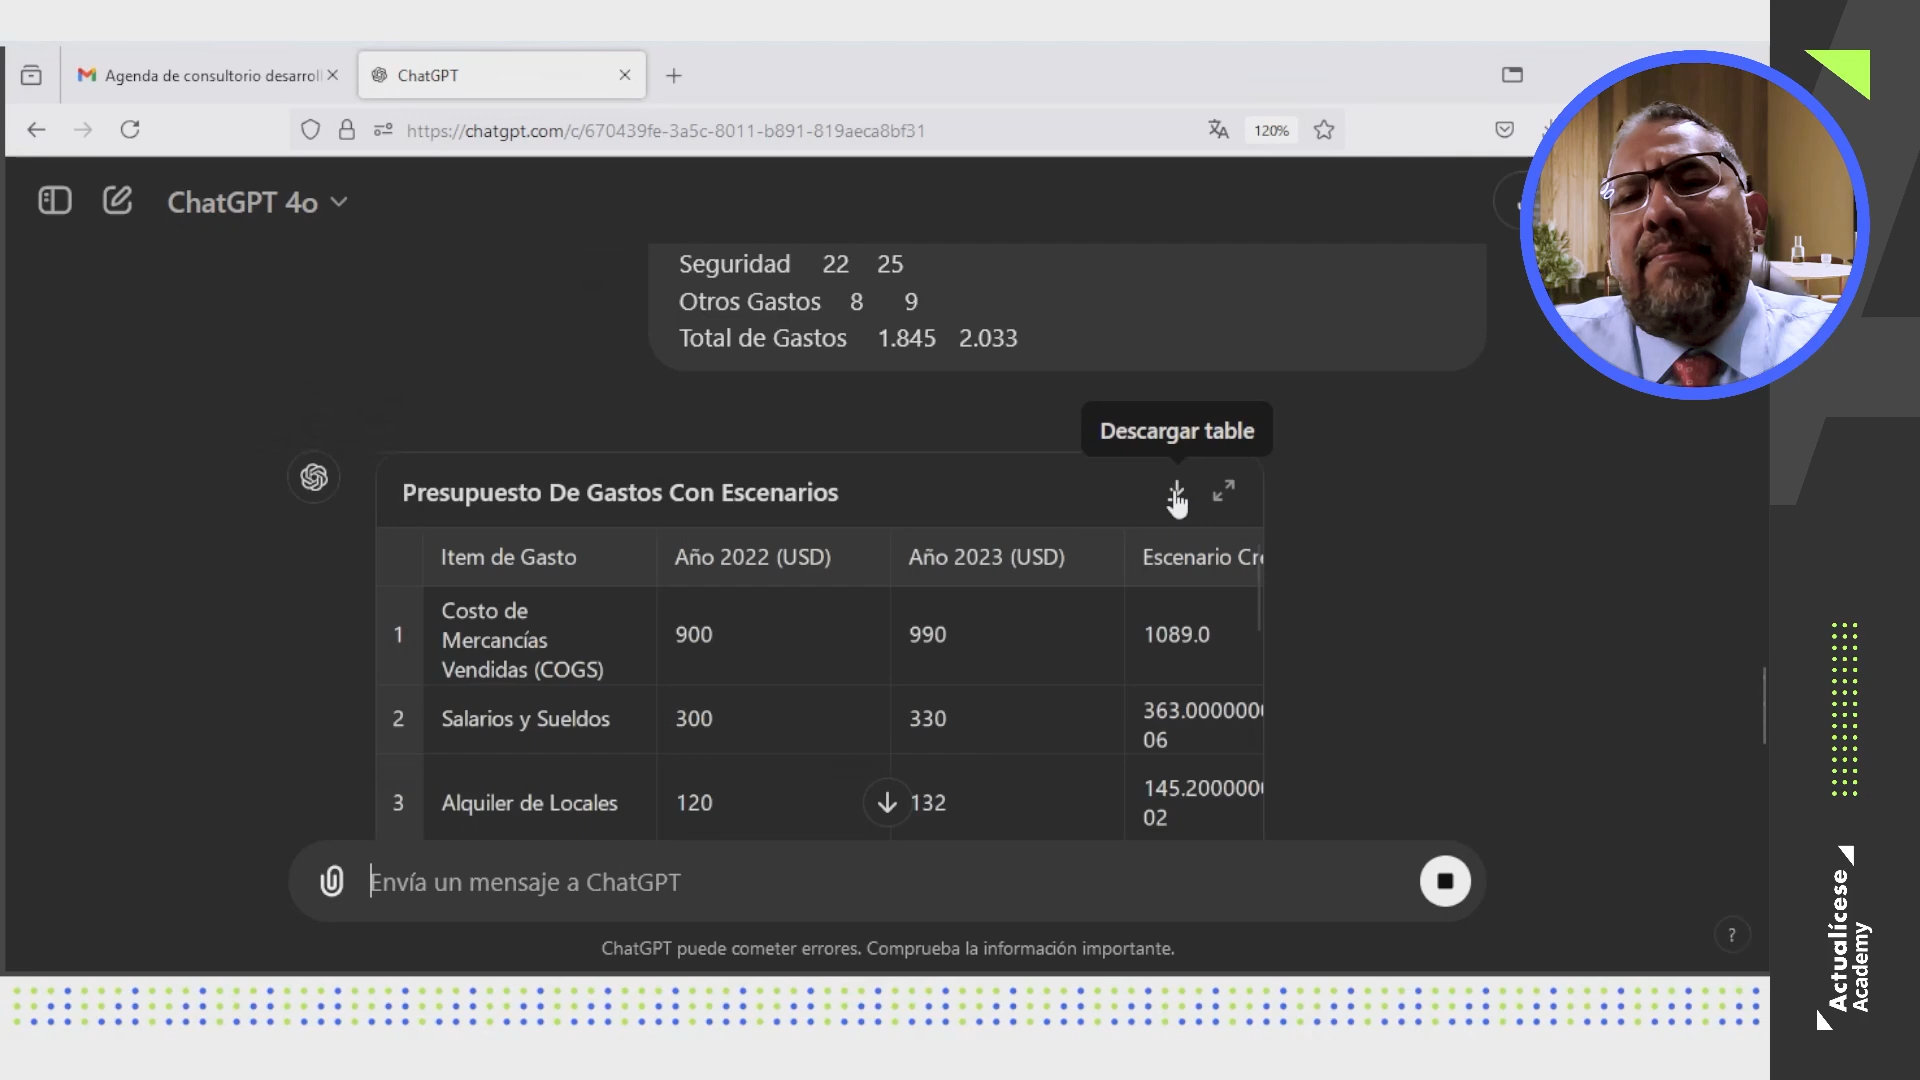 Agenda de consultorio desarroll
ChatGPT
https://chatgpt.com/c/670439fe-3a5c-8011-b891-819aeca8bf31
120%
ChatGPT 4o
Seguridad 22 25
Otros Gastos 8 9
Total de Gastos 1.845 2.033
Descargar table
Presupuesto De Gastos Con Escenarios
Item de Gasto Año 2022 (USD) Año 2023 (USD) Escenario Cre
1 Costo de Mercancías Vendidas (COGS) 900 990 1089.0
2 Salarios y Sueldos 300 330 363.0000000 06
3 Alquiler de Locales 120 132 145.2000000 02
Envía un mensaje a ChatGPT
ChatGPT puede cometer errores. Comprueba la información importante.
?
Actualícese
Academy